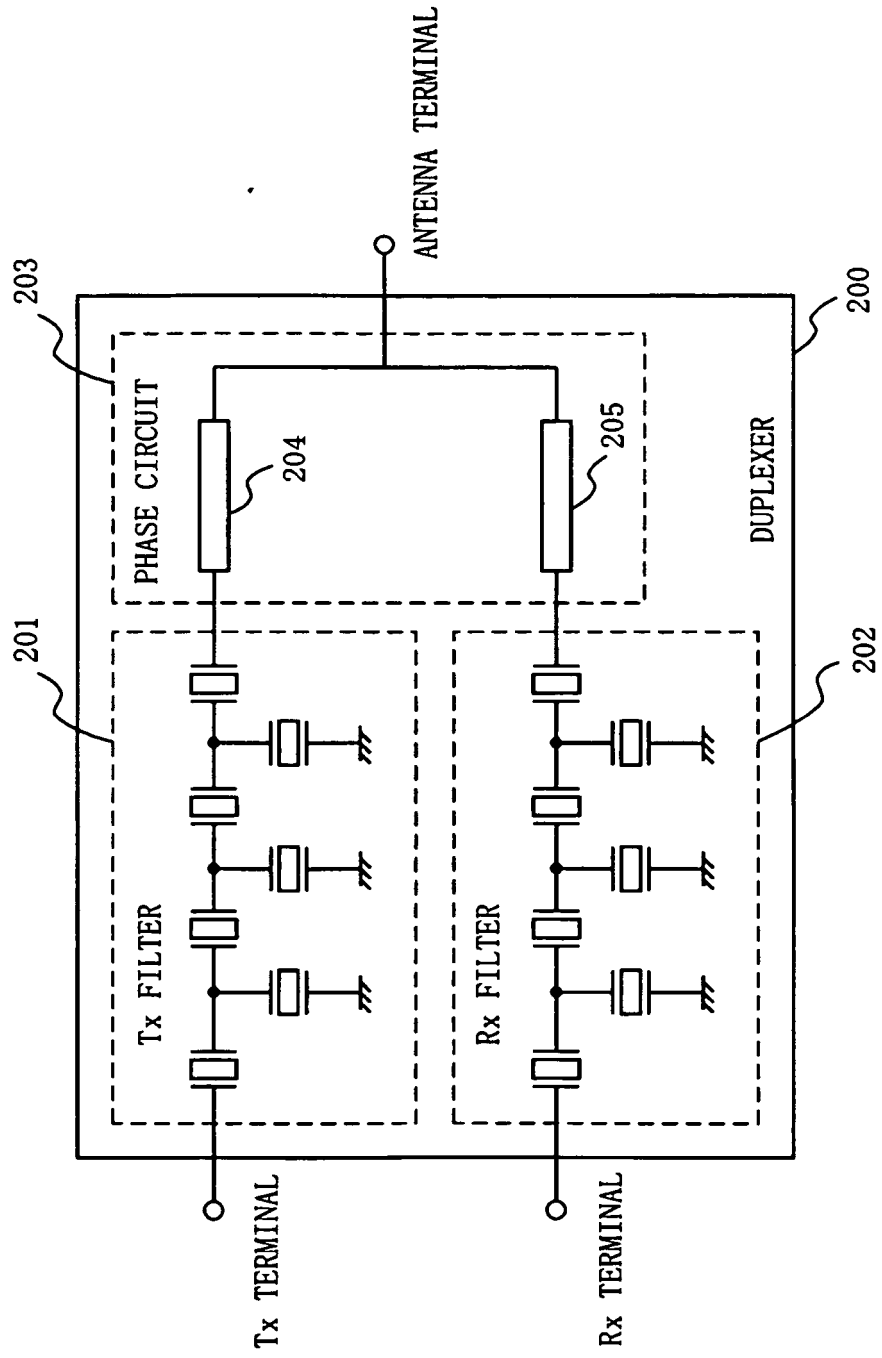 201
203
Tx FILTER
PHASE CIRCUIT
204
Tx TERMINAL
ANTENNA TERMINAL
Rx FILTER
205
Rx TERMINAL
DUPLEXER
202
200